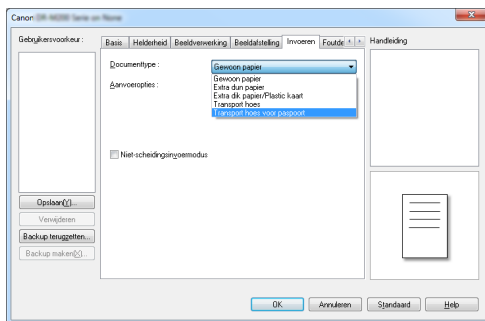 Canon
Gebruikersvoorkeur :
Basis Helderheid Beeldverwerking Beeldafstelling Invoeren Foutde
Handleiding
Documenttype :
Gewoon papier
Gewoon papier
Extra dun papier
Extra dik papier/Plastic kaart
Transport hoes
Transport hoes voor paspoort
Aanvoeropties :
Niet-scheidingsinvoermodus
Opslaan(Y)...
Verwijderen
Backup terugzetten...
Backup maken(X)...
OK Annuleren Standaard Help